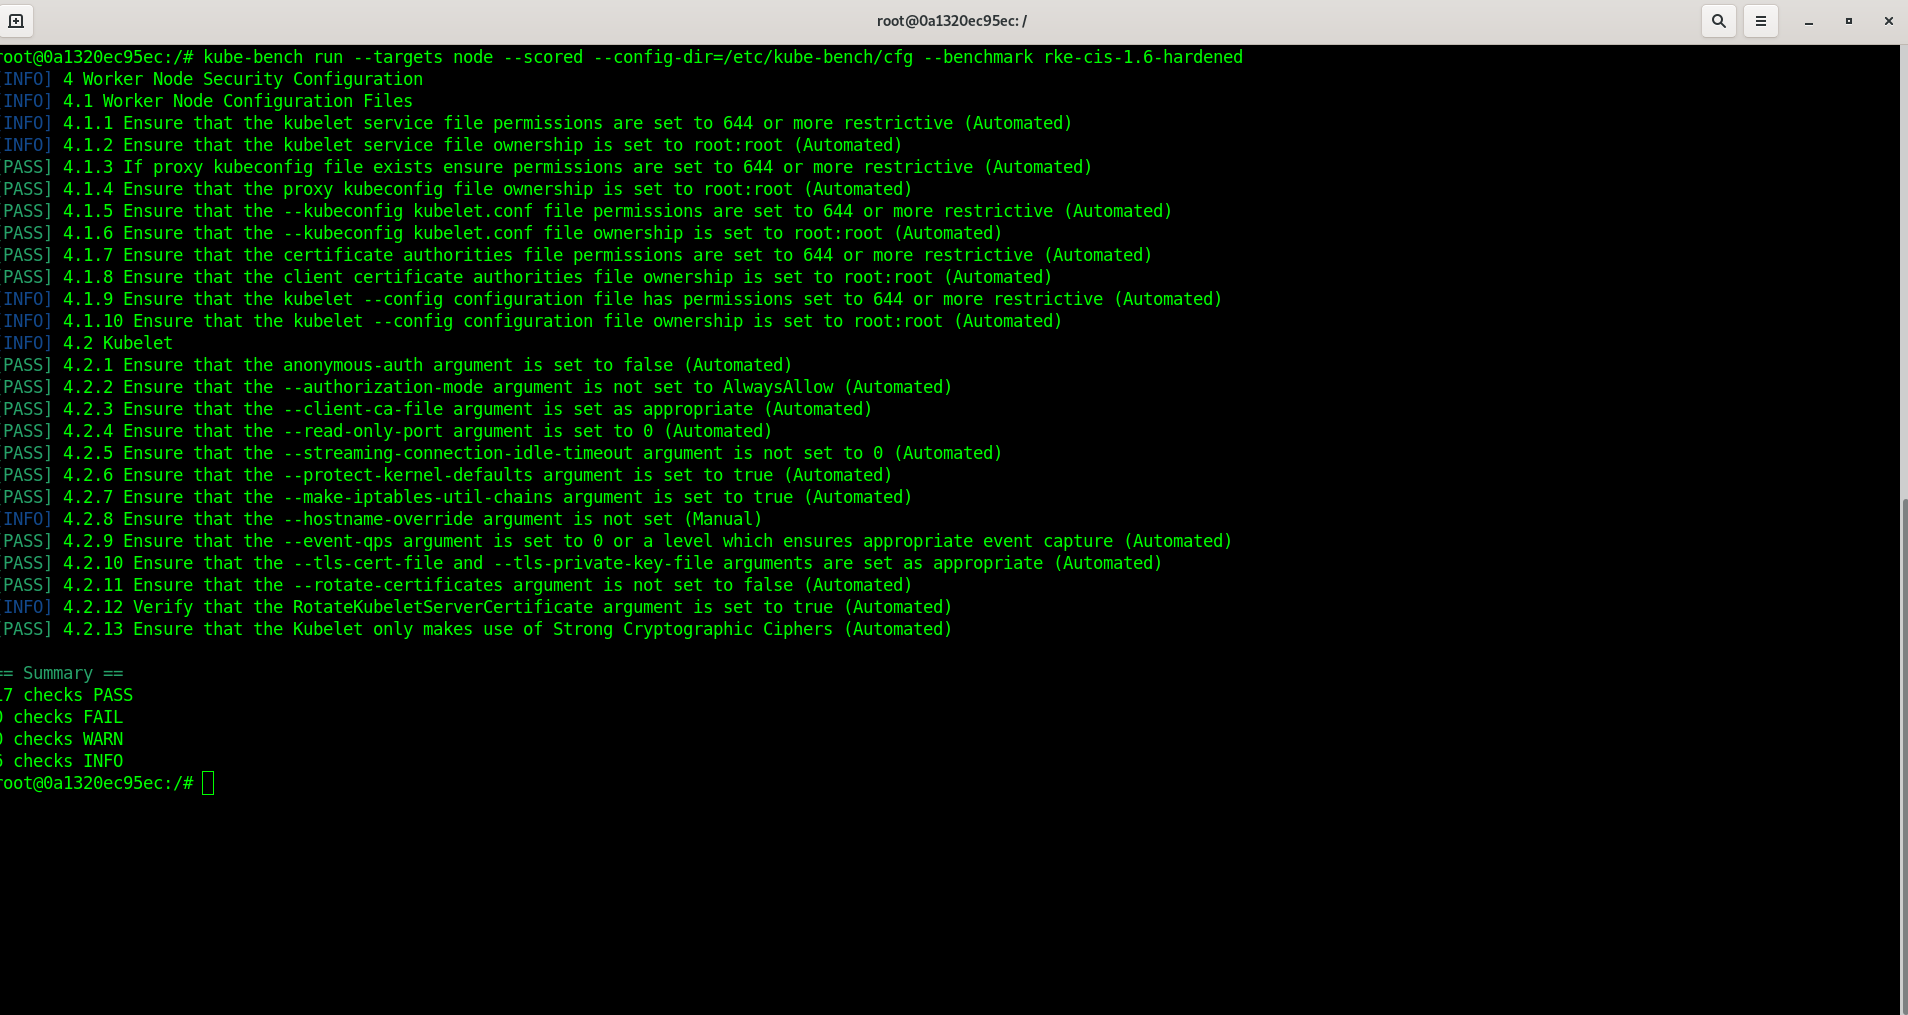 root@0a1320ec95ec: /
root@0a1320ec95ec:/# kube-bench run --targets node --scored --config-dir=/etc/kube-bench/cfg --benchmark rke-cis-1.6-hardened
[INFO] 4 Worker Node Security Configuration
[INFO] 4.1 Worker Node Configuration Files
[INFO] 4.1.1 Ensure that the kubelet service file permissions are set to 644 or more restrictive (Automated)
[INFO] 4.1.2 Ensure that the kubelet service file ownership is set to root:root (Automated)
[PASS] 4.1.3 If proxy kubeconfig file exists ensure permissions are set to 644 or more restrictive (Automated)
[PASS] 4.1.4 Ensure that the proxy kubeconfig file ownership is set to root:root (Automated)
[PASS] 4.1.5 Ensure that the --kubeconfig kubelet.conf file permissions are set to 644 or more restrictive (Automated)
[PASS] 4.1.6 Ensure that the --kubeconfig kubelet.conf file ownership is set to root:root (Automated)
[PASS] 4.1.7 Ensure that the certificate authorities file permissions are set to 644 or more restrictive (Automated)
[PASS] 4.1.8 Ensure that the client certificate authorities file ownership is set to root:root (Automated)
[INFO] 4.1.9 Ensure that the kubelet --config configuration file has permissions set to 644 or more restrictive (Automated)
[INFO] 4.1.10 Ensure that the kubelet --config configuration file ownership is set to root:root (Automated)
[INFO] 4.2 Kubelet
[PASS] 4.2.1 Ensure that the anonymous-auth argument is set to false (Automated)
[PASS] 4.2.2 Ensure that the --authorization-mode argument is not set to AlwaysAllow (Automated)
[PASS] 4.2.3 Ensure that the --client-ca-file argument is set as appropriate (Automated)
[PASS] 4.2.4 Ensure that the --read-only-port argument is set to 0 (Automated)
[PASS] 4.2.5 Ensure that the --streaming-connection-idle-timeout argument is not set to 0 (Automated)
[PASS] 4.2.6 Ensure that the --protect-kernel-defaults argument is set to true (Automated)
[PASS] 4.2.7 Ensure that the --make-iptables-util-chains argument is set to true (Automated)
[INFO] 4.2.8 Ensure that the --hostname-override argument is not set (Manual)
[PASS] 4.2.9 Ensure that the --event-qps argument is set to 0 or a level which ensures appropriate event capture (Automated)
[PASS] 4.2.10 Ensure that the --tls-cert-file and --tls-private-key-file arguments are set as appropriate (Automated)
[PASS] 4.2.11 Ensure that the --rotate-certificates argument is not set to false (Automated)
[INFO] 4.2.12 Verify that the RotateKubeletServerCertificate argument is set to true (Automated)
[PASS] 4.2.13 Ensure that the Kubelet only makes use of Strong Cryptographic Ciphers (Automated)
== Summary ==
17 checks PASS
0 checks FAIL
0 checks WARN
6 checks INFO
root@0a1320ec95ec:/#